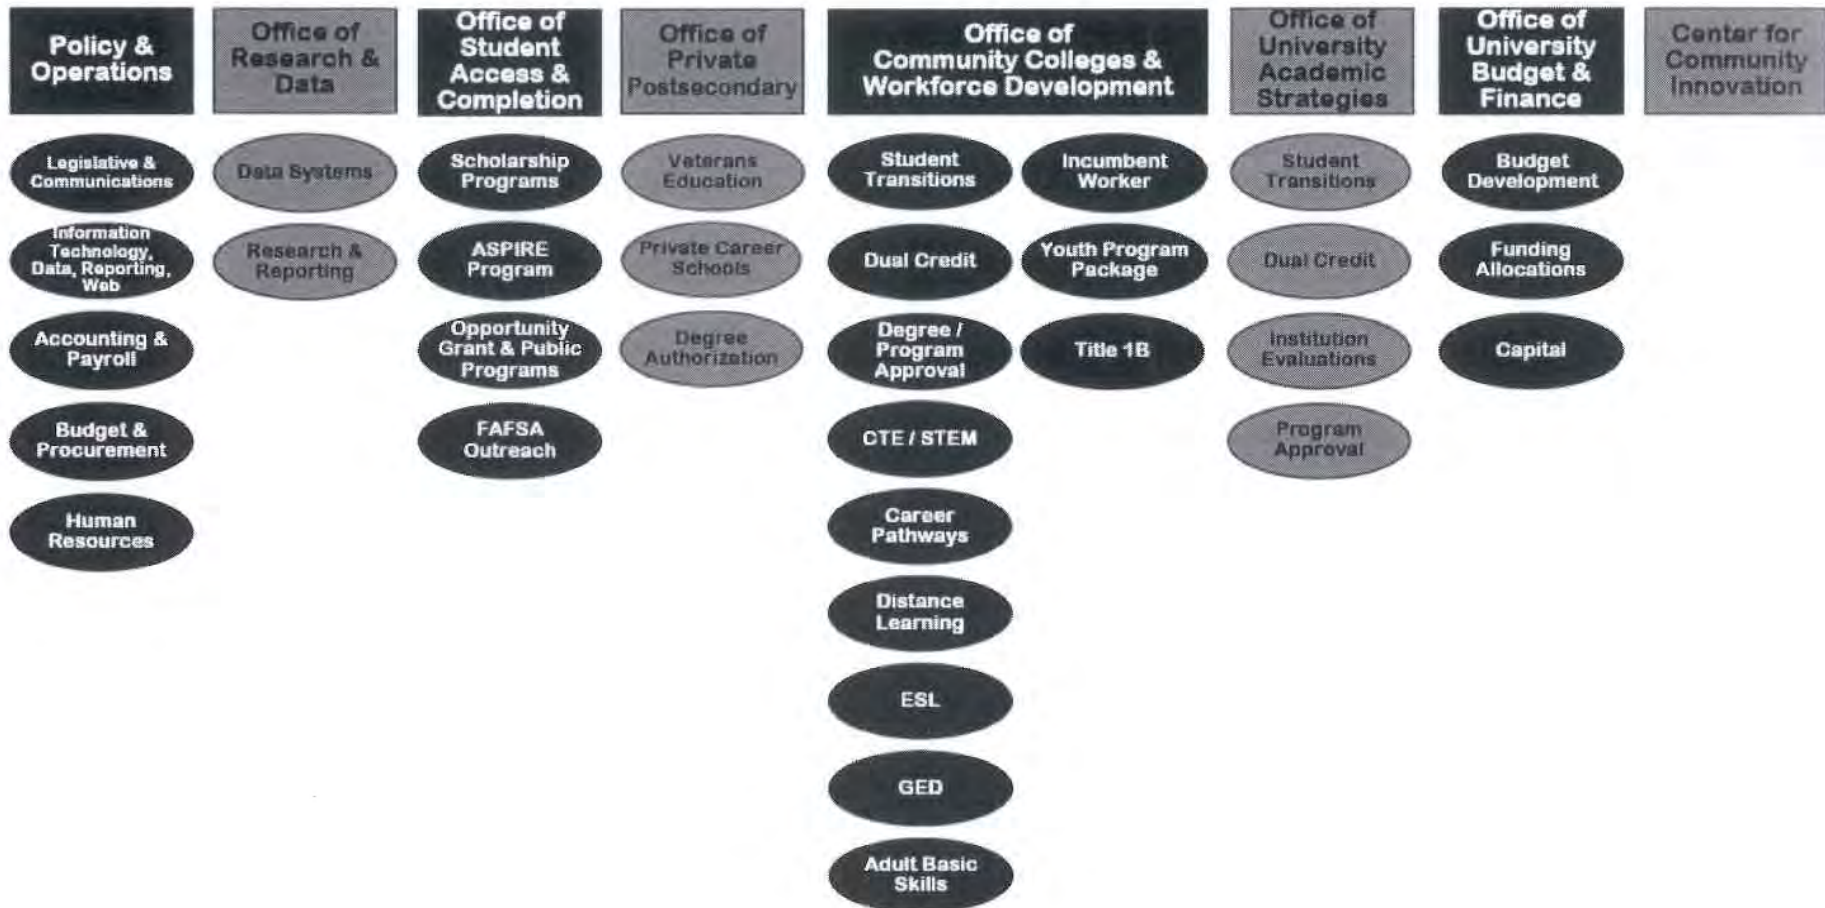 Policy &
Operations
Legislative &
Communications
Information
Technology,
Data, Reporting,
Web
Accounting &
Payroll
Budget &
Procurement
Human
Resources
Office of
Research &
Data
Data Systems
Research &
Reporting
Office of
Student
Access &
Completion
Scholarship
Programs
ASPIRE
Program
Opportunity
Grant & Public
Programs
FAFSA
Outreach
Office of
Private
Postsecondary
Veterans
Education
Private Career
Schools
Degree
Authorization
Office of
Community Colleges &
Workforce Development
Student
Transitions
Dual Credit
Degree /
Program
Approval
CTE / STEM
Career
Pathways
Distance
Learning
ESL
GED
Adult Basic
Skills
Incumbent
Worker
Youth Program
Package
Title 1B
Office of
University
Academic
Strategies
Student
Transitions
Dual Credit
Institution
Evaluations
Program
Approval
Office of
University
Budget &
Finance
Budget
Development
Funding
Allocations
Capital
Center for
Community
Innovation